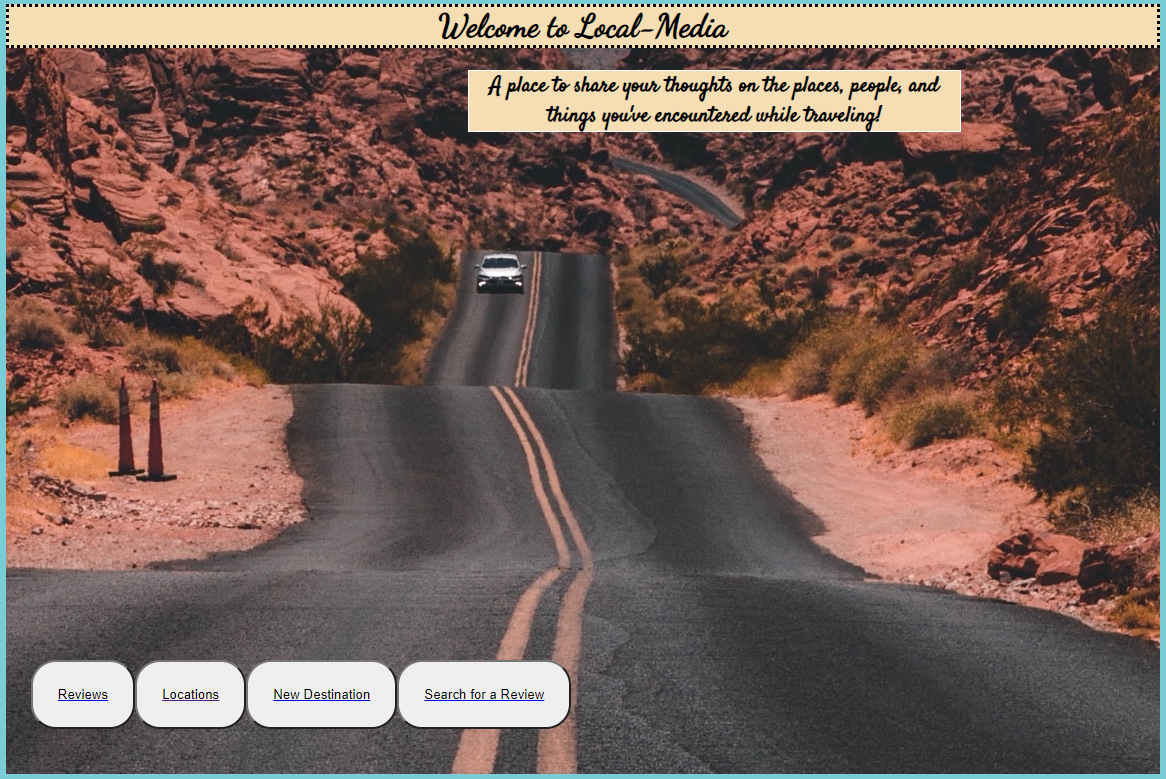 Welcome to Local-Media
A place to share your thoughts on the places, people, and
things you've encountered while traveling!
Reviews
Locations
New Destination
Search for a Review